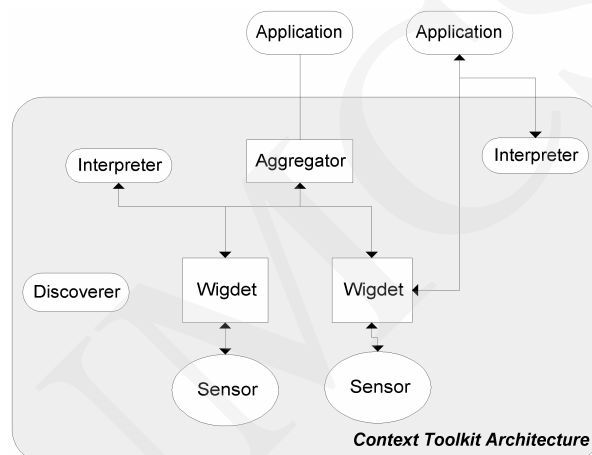 Application
Application
Interpreter
Aggregator
Interpreter
Discoverer
Wigdet
Wigdet
Sensor
Sensor
Context Toolkit Architecture